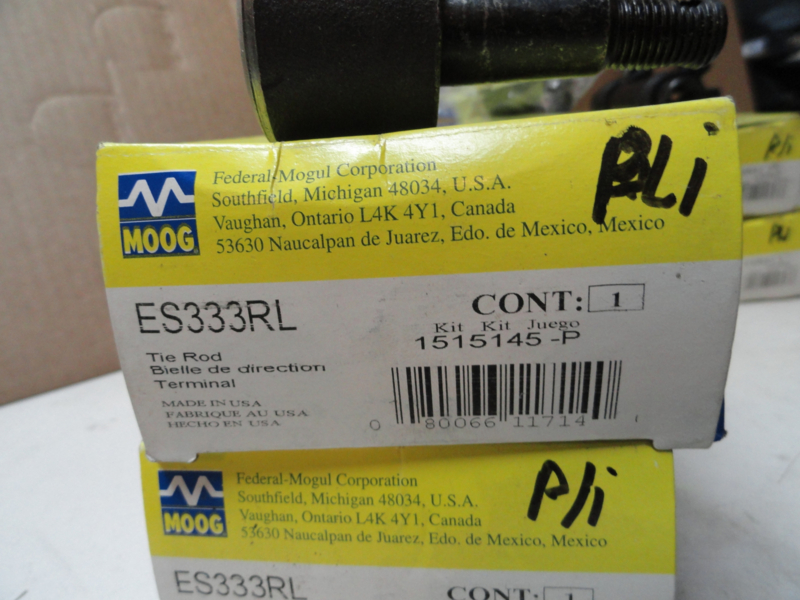 Federal-Mogul Corporation
Southfield, Michigan 48034, U.S.A.
Vaughan, Ontario L4K 4Y1, Canada
53630 Naucalpan de Juarez, Edo. de Mexico, Mexico
MOOG
ES333RL
CONT: 1
Kit Kit Juego
1515145-P
Tie Rod
Bielle de direction
Terminal
MADE IN USA
FABRIQUE AU USA
HECHO EN USA
0 80066 11714
MOOG
Federal-Mogul Corporation
Southfield, Michigan 48034, U.S.A.
Vaughan, Ontario L4K 4Y1, Canada
53630 Naucalpan de Juarez, Edo. de Mexico, Mexico
P/i
ES333RL
CONT: 1